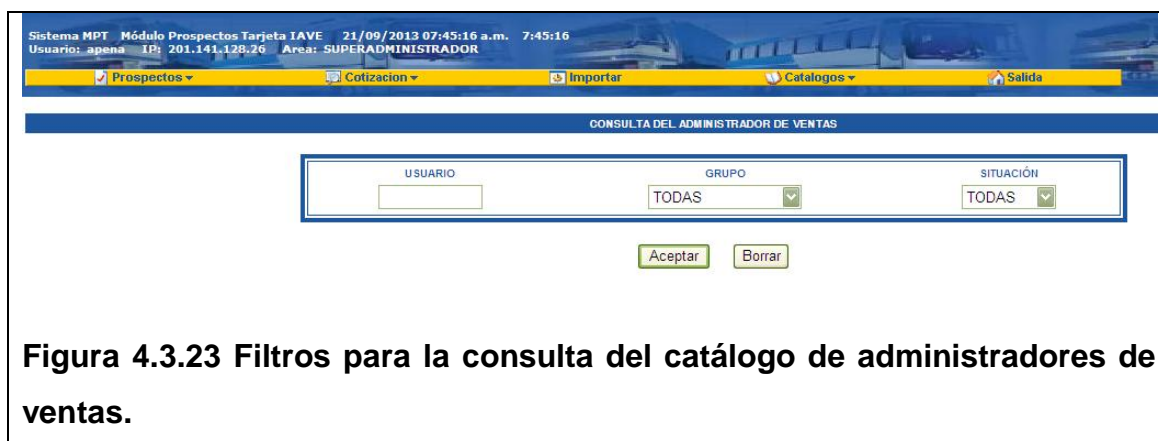 Sistema MPT Módulo Prospectos Tarjeta IAVE 21/09/2013 07:45:16 a.m. 7:45:16
Usuario: apena IP: 201.141.128.26 Area: SUPERADMINISTRADOR
Prospectos Cotizacion Importar Catalogos Salida
CONSULTA DEL ADMINISTRADOR DE VENTAS
USUARIO GRUPO SITUACIÓN
TODAS TODAS
Aceptar Borrar
Figura 4.3.23 Filtros para la consulta del catálogo de administradores de
ventas.